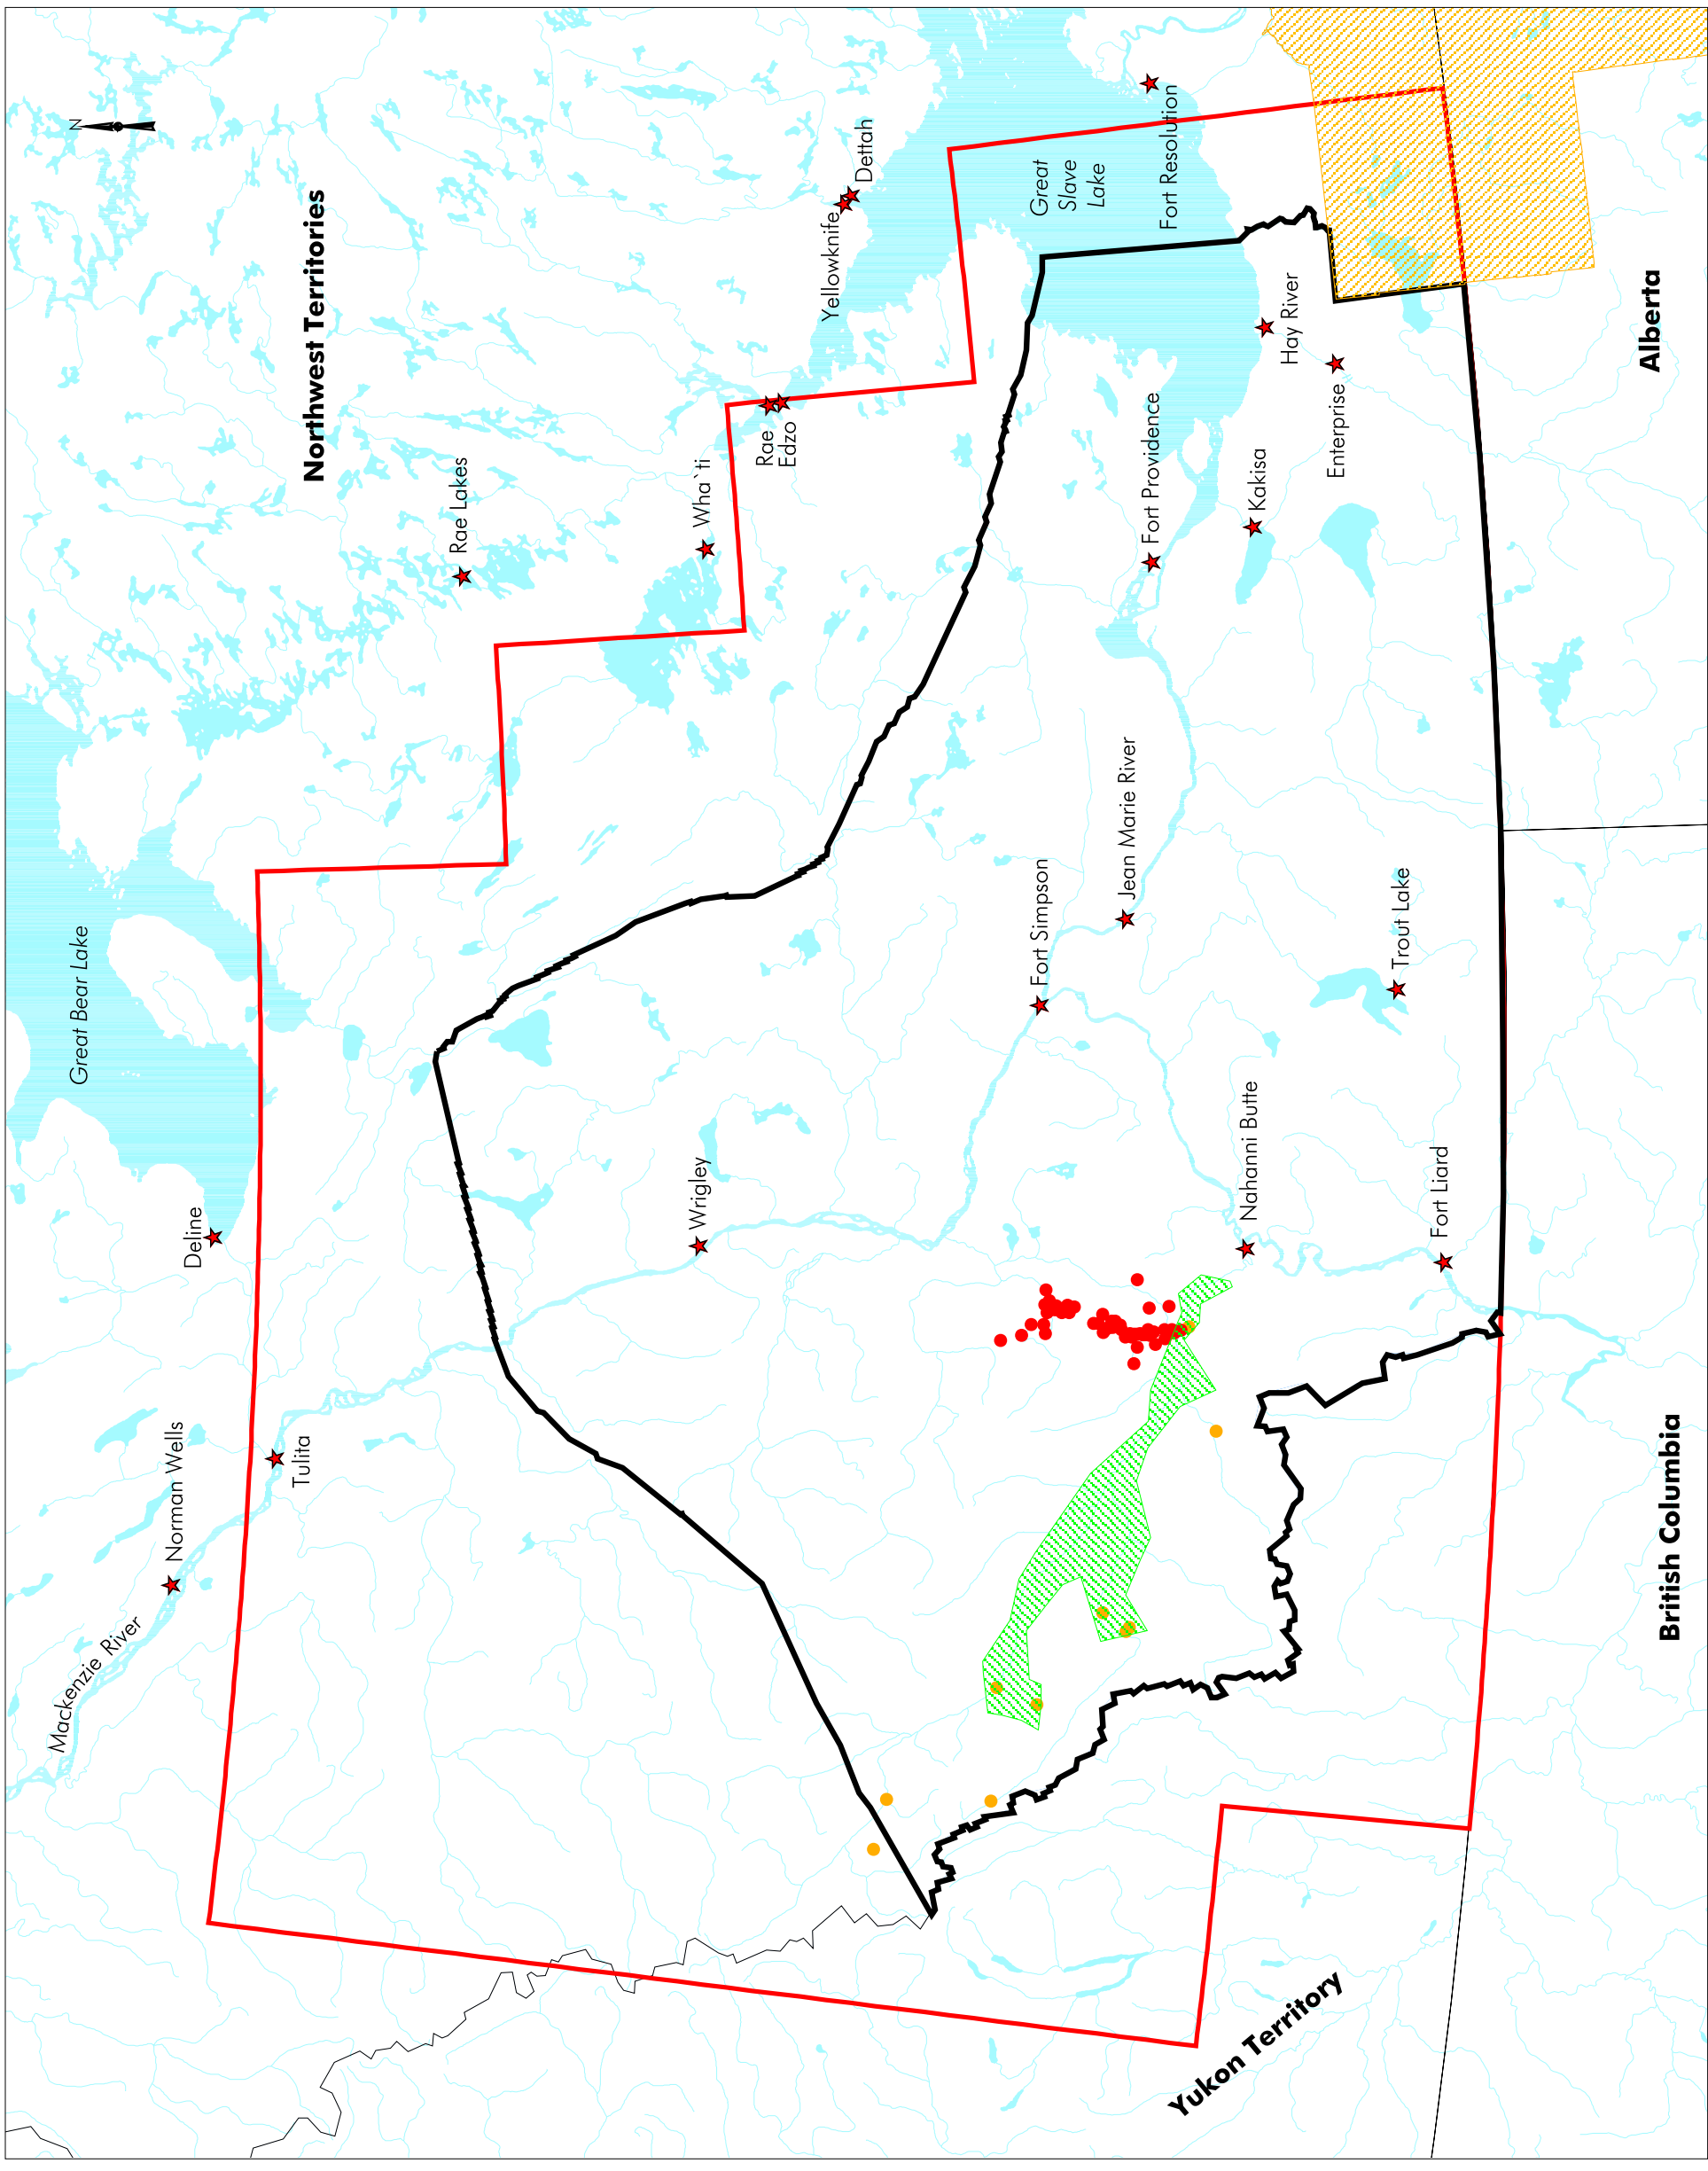 N
Northwest Territories
Great Bear Lake
Mackenzie River
Norman Wells
Deline
Tulita
Rae Lakes
Wha`ti
Rae
Edzo
Yellowknife
Dettah
Great
Slave
Lake
Fort Resolution
Wrigley
Fort Simpson
Jean Marie River
Fort Providence
Hay River
Kakisa
Enterprise
Nahanni Butte
Trout Lake
Fort Liard
Yukon Territory
British Columbia
Alberta